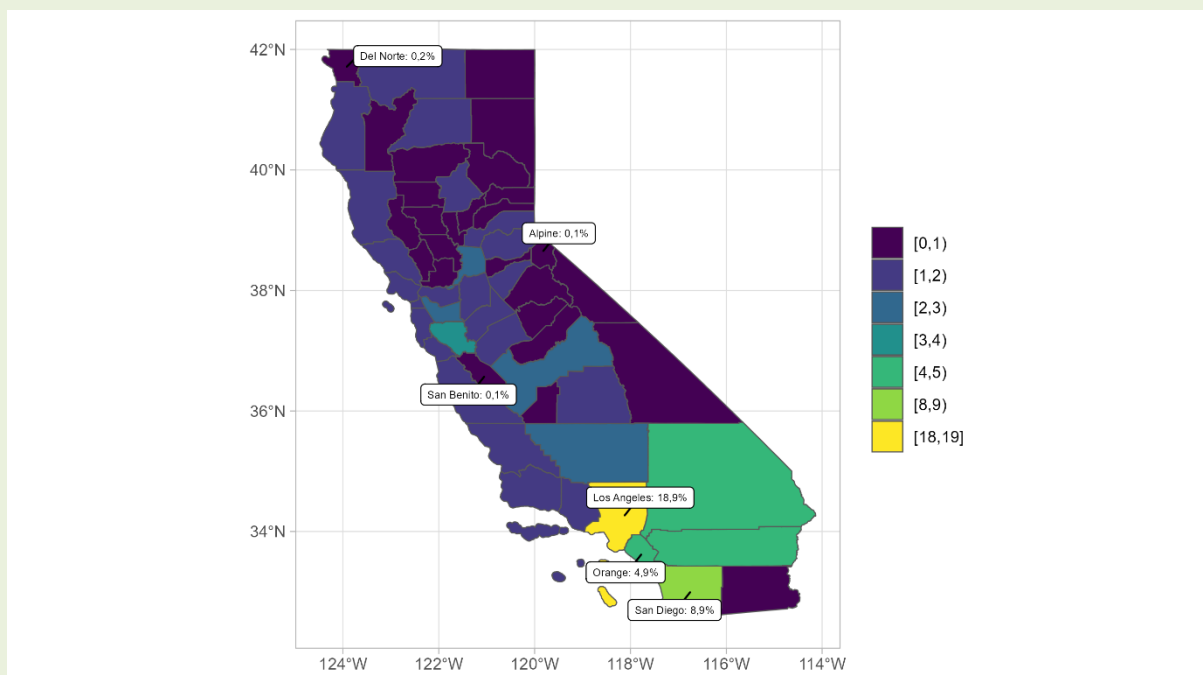 42°N
40°N
38°N
36°N
34°N
Del Norte: 0,2%
Alpine: 0,1%
San Benito: 0,1%
Los Angeles: 18,9%
Orange: 4,9%
San Diego: 8,9%
124°W 122°W 120°W 118°W 116°W 114°W
[0,1)
[1,2)
[2,3)
[3,4)
[4,5)
[8,9)
[18,19]